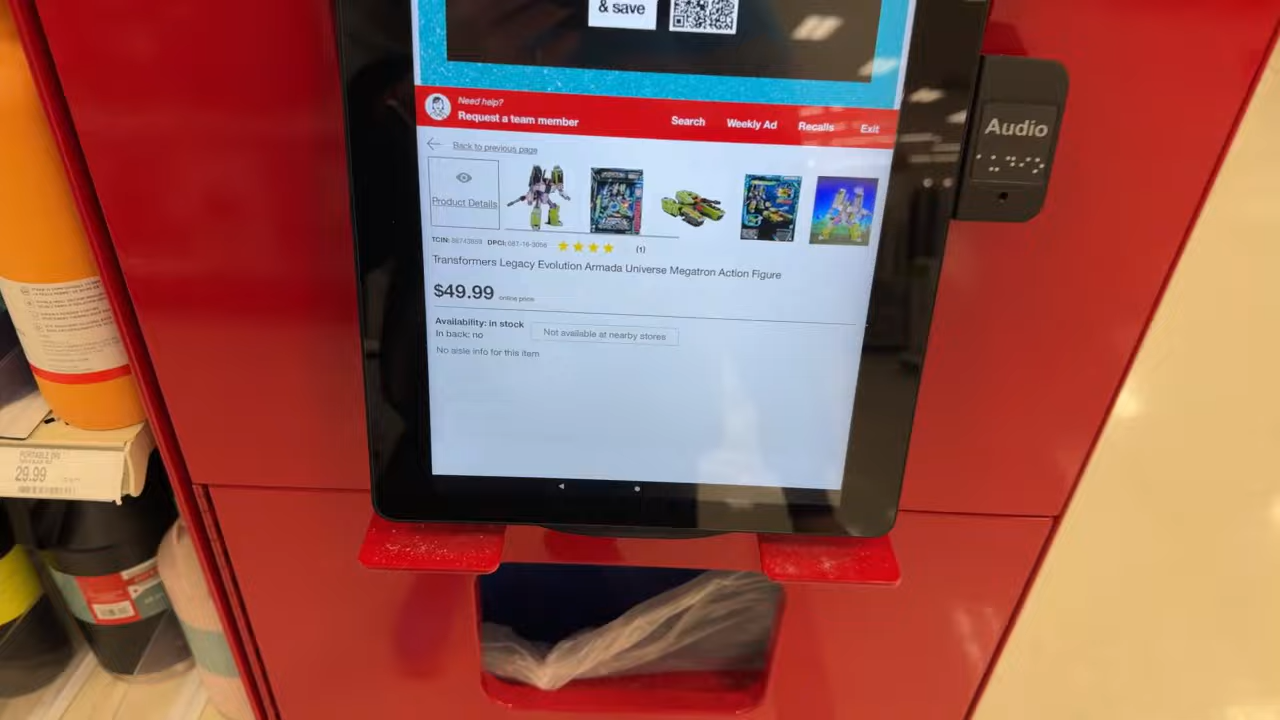 & save
Need help?
Request a team member
Search
Weekly Ad
Recalls
Exit
Back to previous page
Product Details
TCIN: DPCI:
(1)
Transformers Legacy Evolution Armada Universe Megatron Action Figure
$49.99 online price
Availability: in stock
In back: no
Not available at nearby stores
No aisle info for this item
Audio
29.99